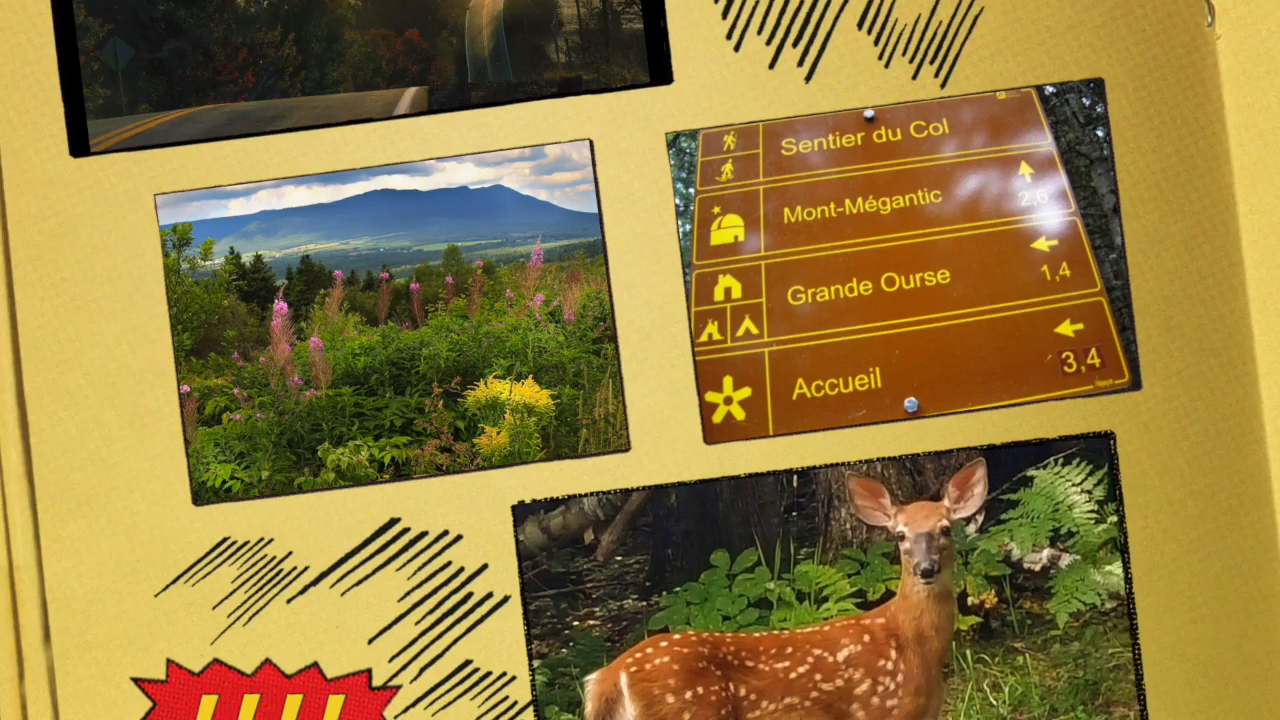 Sentier du Col
Mont-Mégantic
2,6
Grande Ourse
1,4
Accueil
3,4